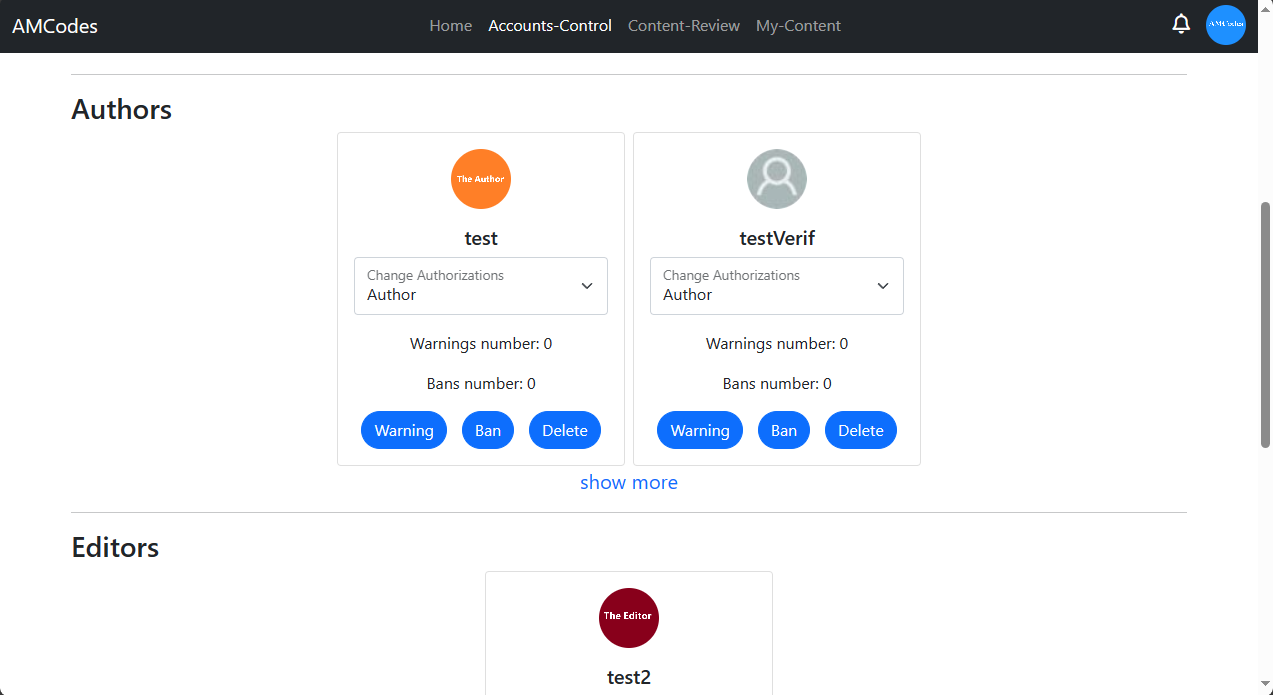 AMCodes Home Accounts-Control Content-Review My-Content AMCodes
Authors
The Author
test
testVerif
Change Authorizations
Author
Change Authorizations
Author
Warnings number: 0
Warnings number: 0
Bans number: 0
Bans number: 0
Warning Ban Delete
Warning Ban Delete
show more
Editors
The Editor
test2